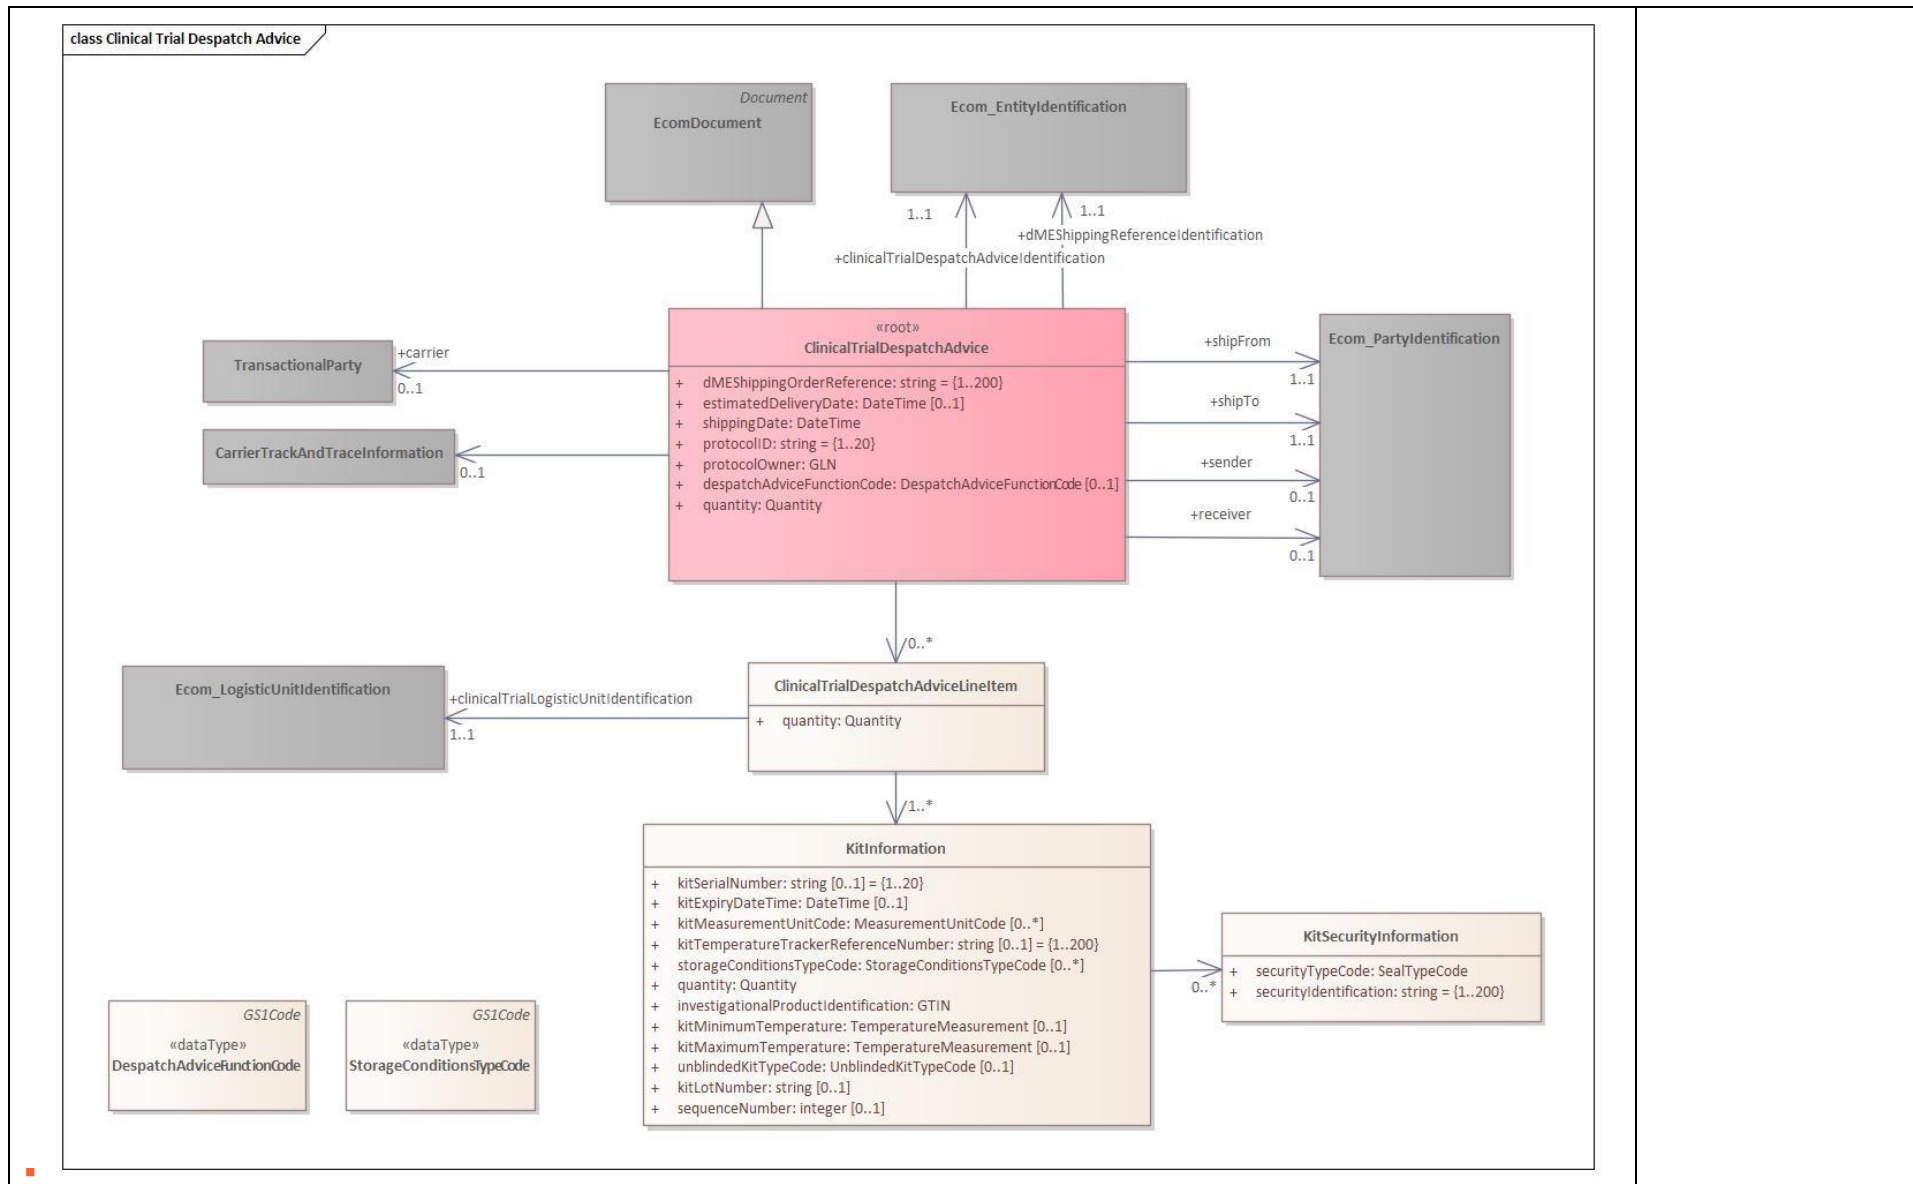 class Clinical Trial Despatch Advice
Document
EcomDocument
Ecom_EntityIdentification
1..1
1..1
+dMEShippingReferenceIdentification
+clinicalTrialDespatchAdviceIdentification
«root»
ClinicalTrialDespatchAdvice
+ dMEShippingOrderReference: string = {1..200}
+ estimatedDeliveryDate: DateTime [0..1]
+ shippingDate: DateTime
+ protocolID: string = {1..20}
+ protocolOwner: GLN
+ despatchAdviceFunctionCode: DespatchAdviceFunctionCode [0..1]
+ quantity: Quantity
TransactionalParty
+carrier
0..1
CarrierTrackAndTraceInformation
0..1
+shipFrom
1..1
+shipTo
1..1
+sender
0..1
+receiver
0..1
Ecom_PartyIdentification
0..*
Ecom_LogisticUnitIdentification
+clinicalTrialLogisticUnitIdentification
1..1
ClinicalTrialDespatchAdviceLineItem
+ quantity: Quantity
1..*
KitInformation
+ kitSerialNumber: string [0..1] = {1..20}
+ kitExpiryDateTime: DateTime [0..1]
+ kitMeasurementUnitCode: MeasurementUnitCode [0..*]
+ kitTemperatureTrackerReferenceNumber: string [0..1] = {1..200}
+ storageConditionsTypeCode: StorageConditionsTypeCode [0..*]
+ quantity: Quantity
+ investigationalProductIdentification: GTIN
+ kitMinimumTemperature: TemperatureMeasurement [0..1]
+ kitMaximumTemperature: TemperatureMeasurement [0..1]
+ unblindedKitTypeCode: UnblindedKitTypeCode [0..1]
+ kitLotNumber: string [0..1]
+ sequenceNumber: integer [0..1]
0..*
KitSecurityInformation
+ securityTypeCode: SealTypeCode
+ securityIdentification: string = {1..200}
GS1Code
«dataType»
DespatchAdviceFunctionCode
GS1Code
«dataType»
StorageConditionsTypeCode